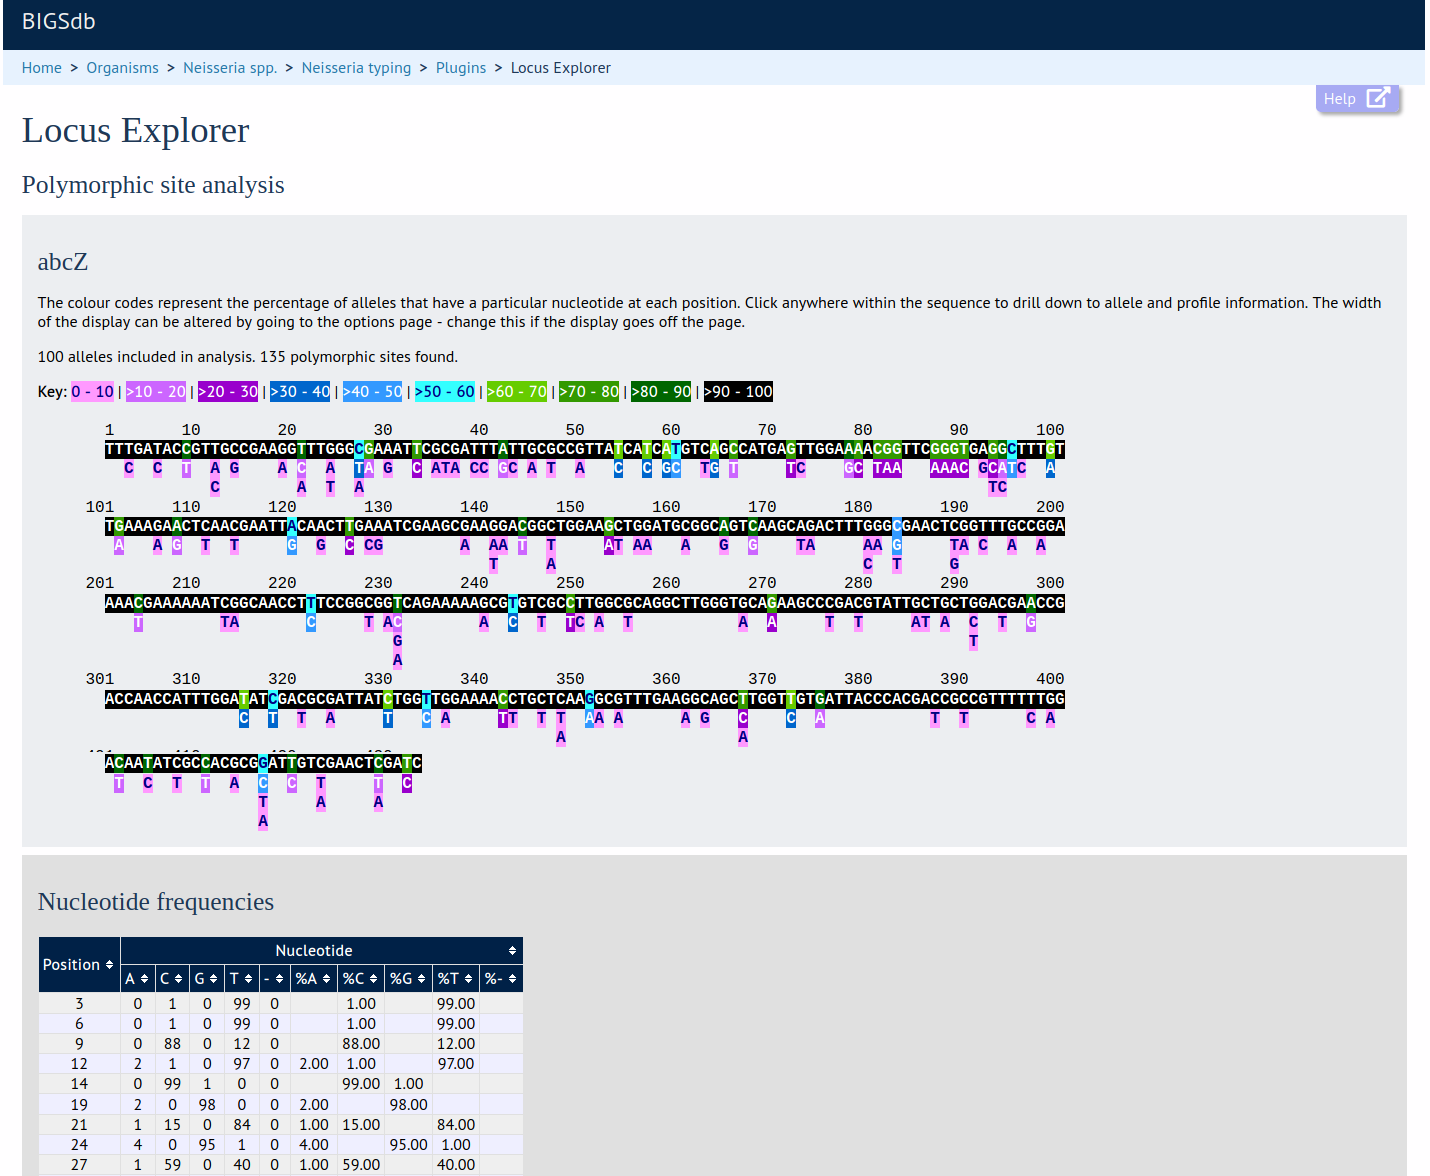 BIGSdb
Home > Organisms > Neisseria spp. > Neisseria typing > Plugins > Locus Explorer
Help
Locus Explorer
Polymorphic site analysis
abcZ
The colour codes represent the percentage of alleles that have a particular nucleotide at each position. Click anywhere within the sequence to drill down to allele and profile information. The width
of the display can be altered by going to the options page - change this if the display goes off the page.
100 alleles included in analysis. 135 polymorphic sites found.
Key: 0 - 10 | >10 - 20 | >20 - 30 | >30 - 40 | >40 - 50 | >50 - 60 | >60 - 70 | >70 - 80 | >80 - 90 | >90 - 100
1 10 20 30 40 50 60 70 80 90 100
TTTGATACCGTTGCCGAAGGTTTGGGCGAAATTCGCGATTTATTGCGCCGTTATCATCATGTCAGCCATGAGTTGGAAAACGGTTCGGGTGAGGCTTTGT
C C T A G A C A TA G C ATA CC GC A T A C C GC TG T TC GC TAA AAAC GCATC A
C A T A TC
101 110 120 130 140 150 160 170 180 190 200
TGAAAGAACTCAACGAATTACAACTTGAAATCGAAGCGAAGGACGGCTGGAAGCTGGATGCGGCAGTCAAGCAGACTTTGGGCGAACTCGGTTTGCCGGA
A A G T T G G C CG A AA T T AT AA A G G TA AA G TA C A A
T A C T G
201 210 220 230 240 250 260 270 280 290 300
AAACGAAAAAATCGGCAACCTTTCCGGCGGTCAGAAAAAGCGTGTCGCCTTGGCGCAGGCTTGGGTGCAGAAGCCCGACGTATTGCTGCTGGACGAACCG
T TA C T AC A C T TC A T A A T T AT A C T G
G T
A
301 310 320 330 340 350 360 370 380 390 400
ACCAACCATTTGGATATCGACGCGATTATCTGGTTGGAAAACCTGCTCAAGGCGTTTGAAGGCAGCTTGGTTGTGATTACCCACGACCGCCGTTTTTTGG
C T T A T C A TT T T AA A A G C C A T T C A
A A
ACAATATCGCCACGCGGATTGTCGAACTCGATC
T C T T A C C T T C
T A A
A
Nucleotide frequencies
Nucleotide
Position A C G T - %A %C %G %T %-
3 0 1 0 99 0 1.00 99.00
6 0 1 0 99 0 1.00 99.00
9 0 88 0 12 0 88.00 12.00
12 2 1 0 97 0 2.00 1.00 97.00
14 0 99 1 0 0 99.00 1.00
19 2 0 98 0 0 2.00 98.00
21 1 15 0 84 0 1.00 15.00 84.00
24 4 0 95 1 0 4.00 95.00 1.00
27 1 59 0 40 0 1.00 59.00 40.00